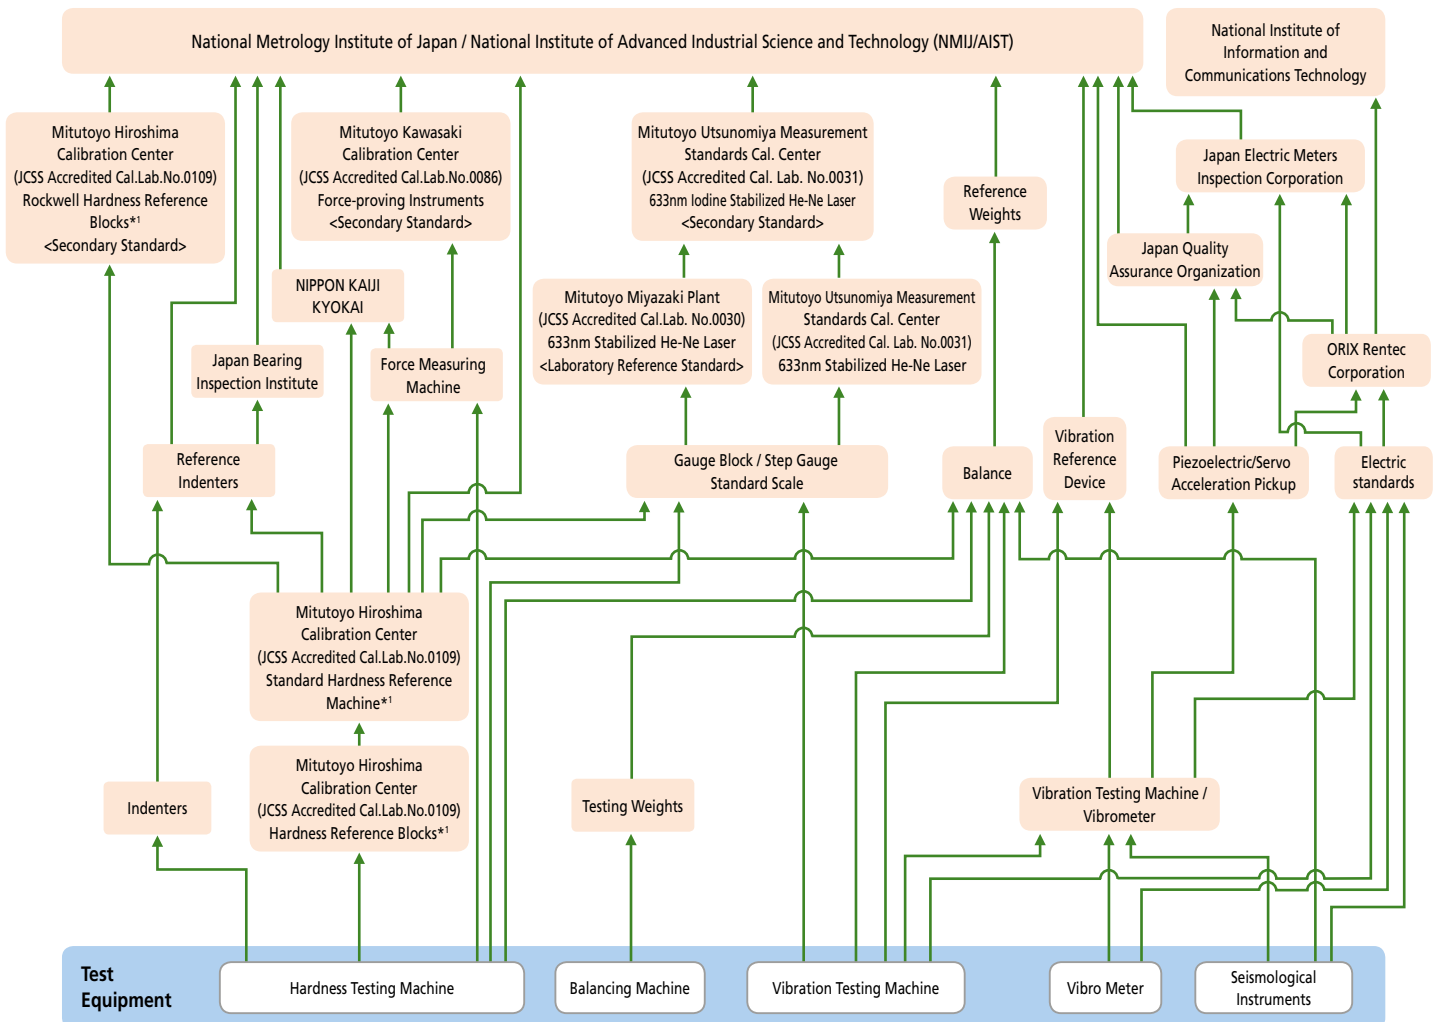 National Metrology Institute of Japan / National Institute of Advanced Industrial Science and Technology (NMIJ/AIST)
National Institute of
Information and
Communications Technology
Mitutoyo Hiroshima
Calibration Center
(JCSS Accredited Cal.Lab.No.0109)
Rockwell Hardness Reference
Blocks*1
<Secondary Standard>
Mitutoyo Kawasaki
Calibration Center
(JCSS Accredited Cal.Lab.No.0086)
Force-proving Instruments
<Secondary Standard>
Mitutoyo Utsunomiya Measurement
Standards Cal. Center
(JCSS Accredited Cal. Lab. No.0031)
633nm Iodine Stabilized He-Ne Laser
<Secondary Standard>
Reference
Weights
Japan Electric Meters
Inspection Corporation
Japan Quality
Assurance Organization
NIPPON KAIJI
KYOKAI
Mitutoyo Miyazaki Plant
(JCSS Accredited Cal.Lab. No.0030)
633nm Stabilized He-Ne Laser
<Laboratory Reference Standard>
Mitutoyo Utsunomiya Measurement
Standards Cal. Center
(JCSS Accredited Cal. Lab. No.0031)
633nm Stabilized He-Ne Laser
ORIX Rentec
Corporation
Japan Bearing
Inspection Institute
Force Measuring
Machine
Reference
Indenters
Gauge Block / Step Gauge
Standard Scale
Balance
Vibration
Reference
Device
Piezoelectric/Servo
Acceleration Pickup
Electric
standards
Mitutoyo Hiroshima
Calibration Center
(JCSS Accredited Cal.Lab.No.0109)
Standard Hardness Reference
Machine*1
Mitutoyo Hiroshima
Calibration Center
(JCSS Accredited Cal.Lab.No.0109)
Hardness Reference Blocks*1
Indenters
Testing Weights
Vibration Testing Machine /
Vibrometer
Test
Equipment
Hardness Testing Machine
Balancing Machine
Vibration Testing Machine
Vibro Meter
Seismological
Instruments